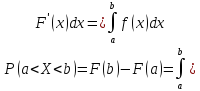 F'(x)dx=¿∫_a^b f(x)dx
P(a<X<b)=F(b)−F(a)=∫_a^b ¿